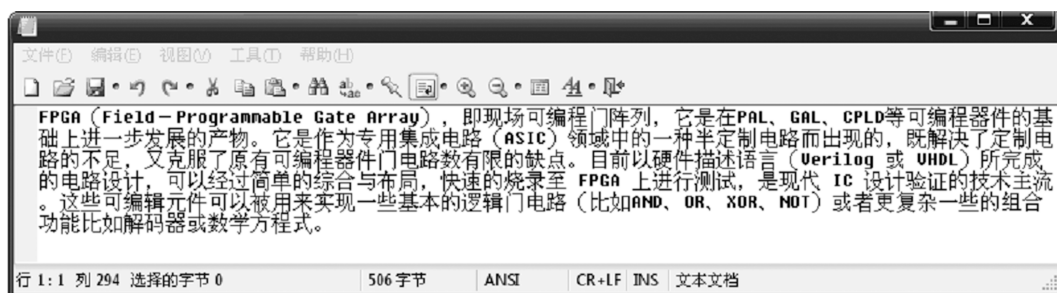 文件(F) 编辑(E) 视图(V) 工具(T) 帮助(H)
FPGA（Field－Programmable Gate Array），即现场可编程门阵列，它是在PAL、GAL、CPLD等可编程器件的基
础上进一步发展的产物。它是作为专用集成电路（ASIC）领域中的一种半定制电路而出现的，既解决了定制电
路的不足，又克服了原有可编程器件门电路数有限的缺点。目前以硬件描述语言（Verilog 或 VHDL）所完成
的电路设计，可以经过简单的综合与布局，快速的烧录至 FPGA 上进行测试，是现代 IC 设计验证的技术主流
。这些可编辑元件可以被用来实现一些基本的逻辑门电路（比如AND、OR、XOR、NOT）或者更复杂一些的组合
功能比如解码器或数学方程式。
行 1:1 列 294 选择的字节 0 506 字节 ANSI CR+LF INS 文本文档